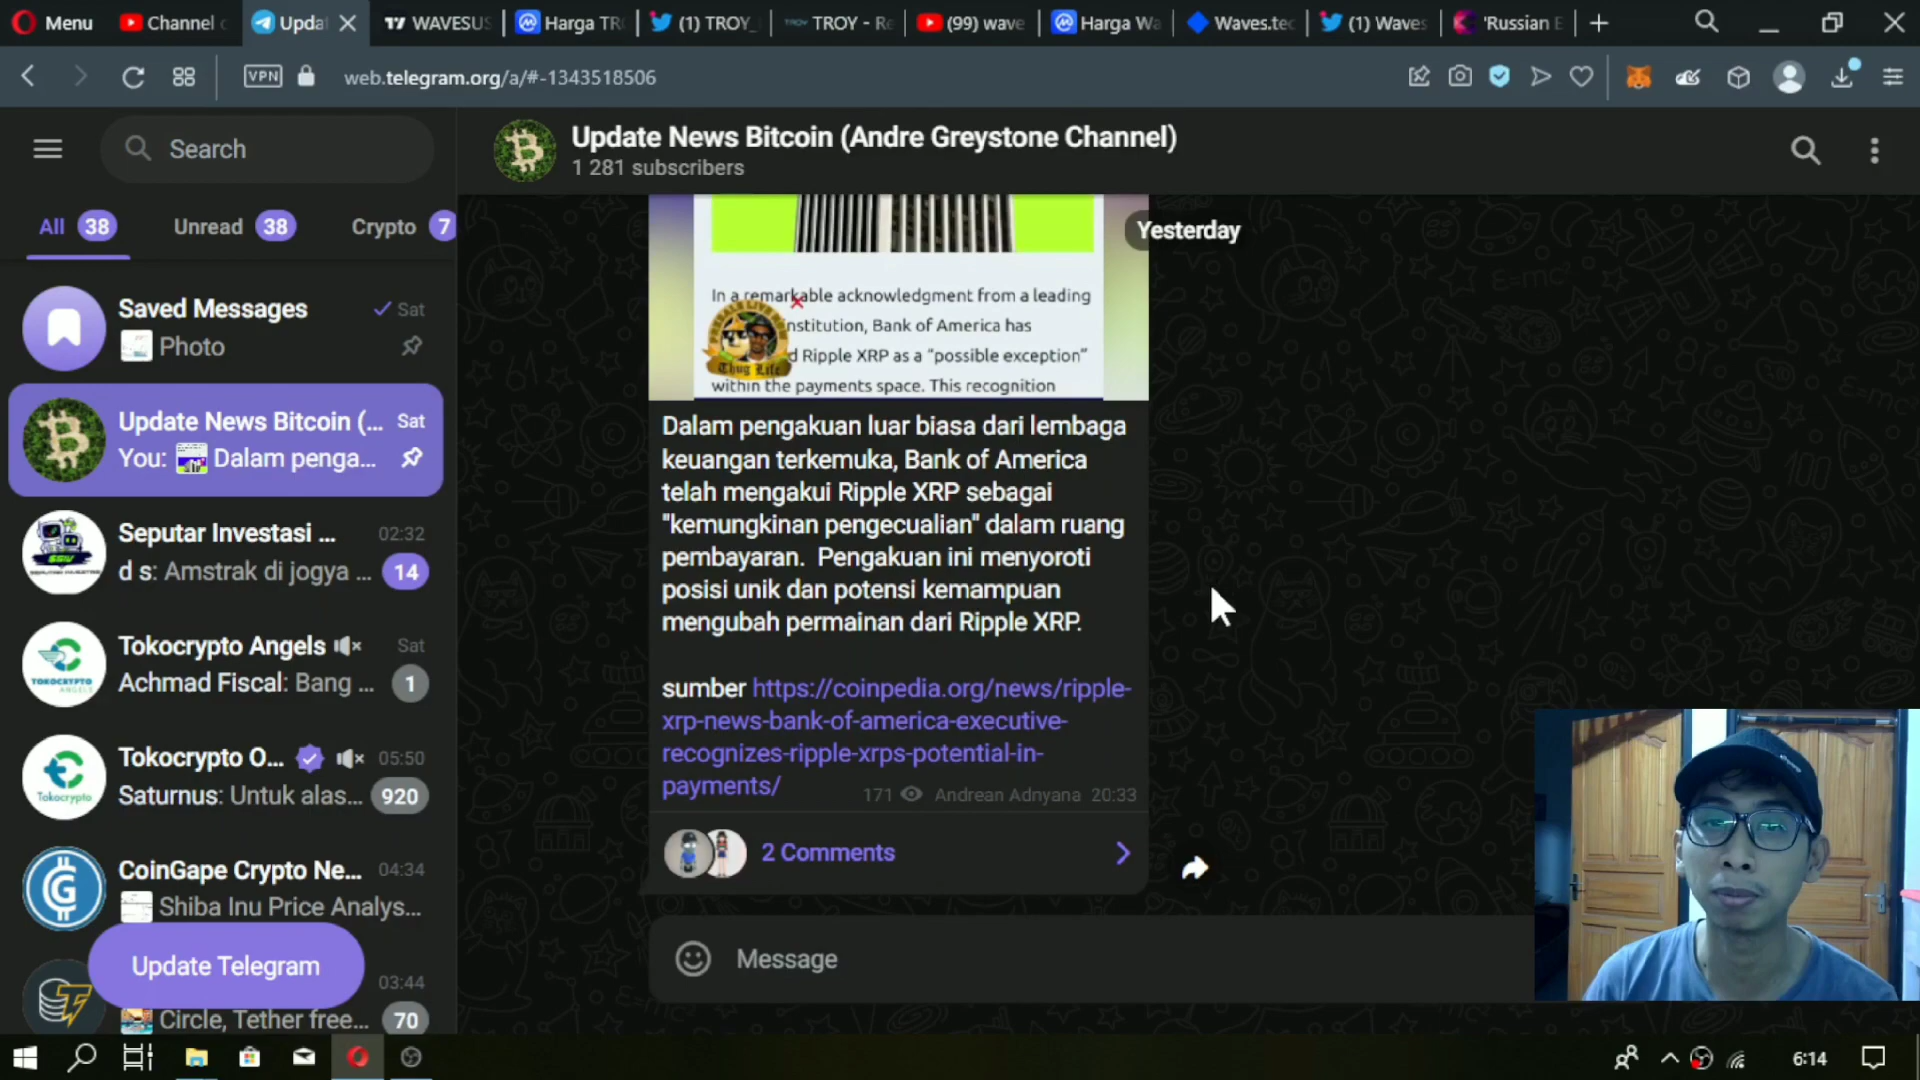 Menu
Channel
Upda
WAVESUS
Harga TR
(1) TROY_
TROY - Re
(99) wave
Harga Wa
Waves.tec
(1) Waves
'Russian E
VPN
web.telegram.org/a/#-1343518506
Search
Update News Bitcoin (Andre Greystone Channel)
1 281 subscribers
All 38
Unread 38
Crypto 7
Saved Messages
Sat
Photo
Update News Bitcoin (...
Sat
You: Dalam penga...
Seputar Investasi ...
02:32
d s: Amstrak di jogya ...
14
Tokocrypto Angels
Sat
Achmad Fiscal: Bang ...
1
Tokocrypto O...
05:50
Saturnus: Untuk alas...
920
CoinGape Crypto Ne...
04:34
Shiba Inu Price Analys...
Update Telegram
03:44
Circle, Tether free...
70
Yesterday
In a remarkable acknowledgment from a leading
nstitution, Bank of America has
d Ripple XRP as a "possible exception"
within the payments space. This recognition
Thug Life
Dalam pengakuan luar biasa dari lembaga
keuangan terkemuka, Bank of America
telah mengakui Ripple XRP sebagai
"kemungkinan pengecualian" dalam ruang
pembayaran.  Pengakuan ini menyoroti
posisi unik dan potensi kemampuan
mengubah permainan dari Ripple XRP.
sumber https://coinpedia.org/news/ripple-
xrp-news-bank-of-america-executive-
recognizes-ripple-xrps-potential-in-
payments/
171 Andrean Adnyana 20:33
2 Comments
Message
6:14